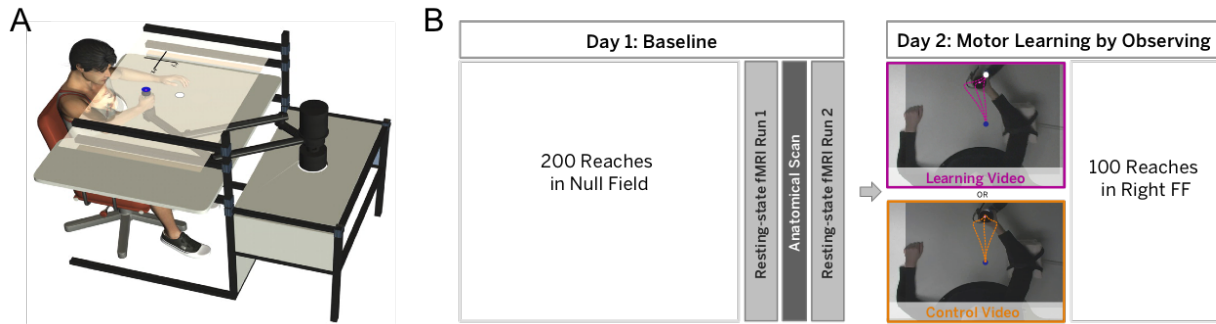 A
B
Day 1: Baseline
200 Reaches
in Null Field
Resting-state fMRI Run 1
Anatomical Scan
Resting-state fMRI Run 2
Day 2: Motor Learning by Observing
Learning Video
OR
Control Video
100 Reaches
in Right FF